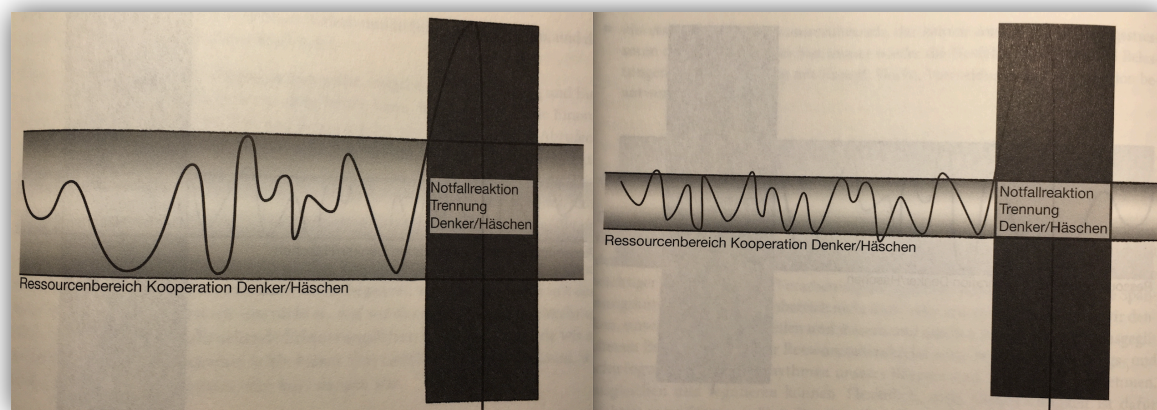 Notfallreaktion
Trennung
Denker/Häschen
Ressourcenbereich Kooperation Denker/Häschen
Notfallreaktion
Trennung
Denker/Häschen
Ressourcenbereich Kooperation Denker/Häschen